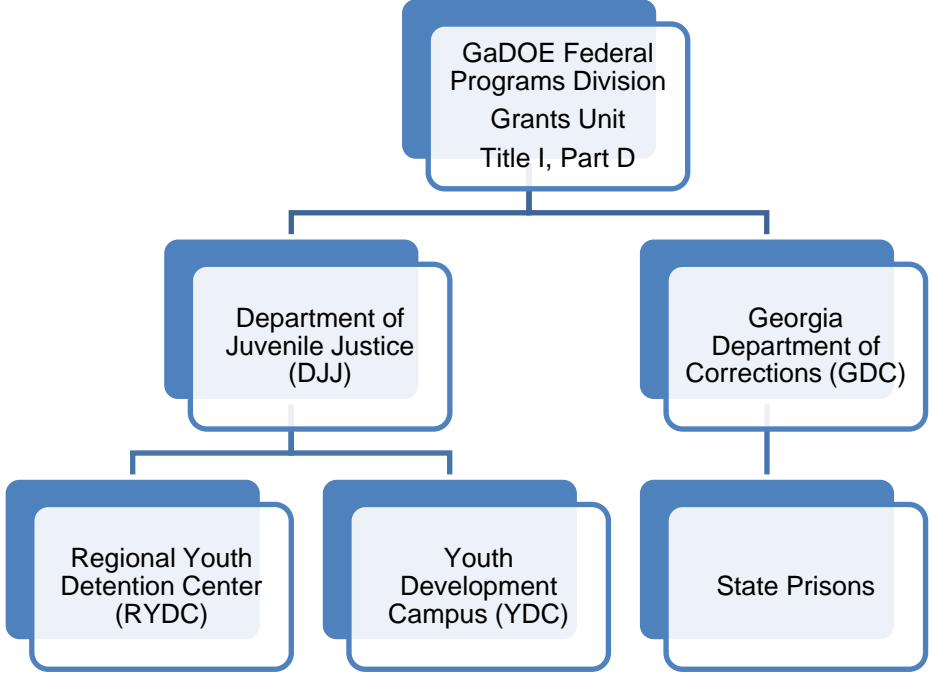 GaDOE Federal
Programs Division
Grants Unit
Title I, Part D
Department of
Juvenile Justice
(DJJ)
Georgia
Department of
Corrections (GDC)
Regional Youth
Detention Center
(RYDC)
Youth
Development
Campus (YDC)
State Prisons